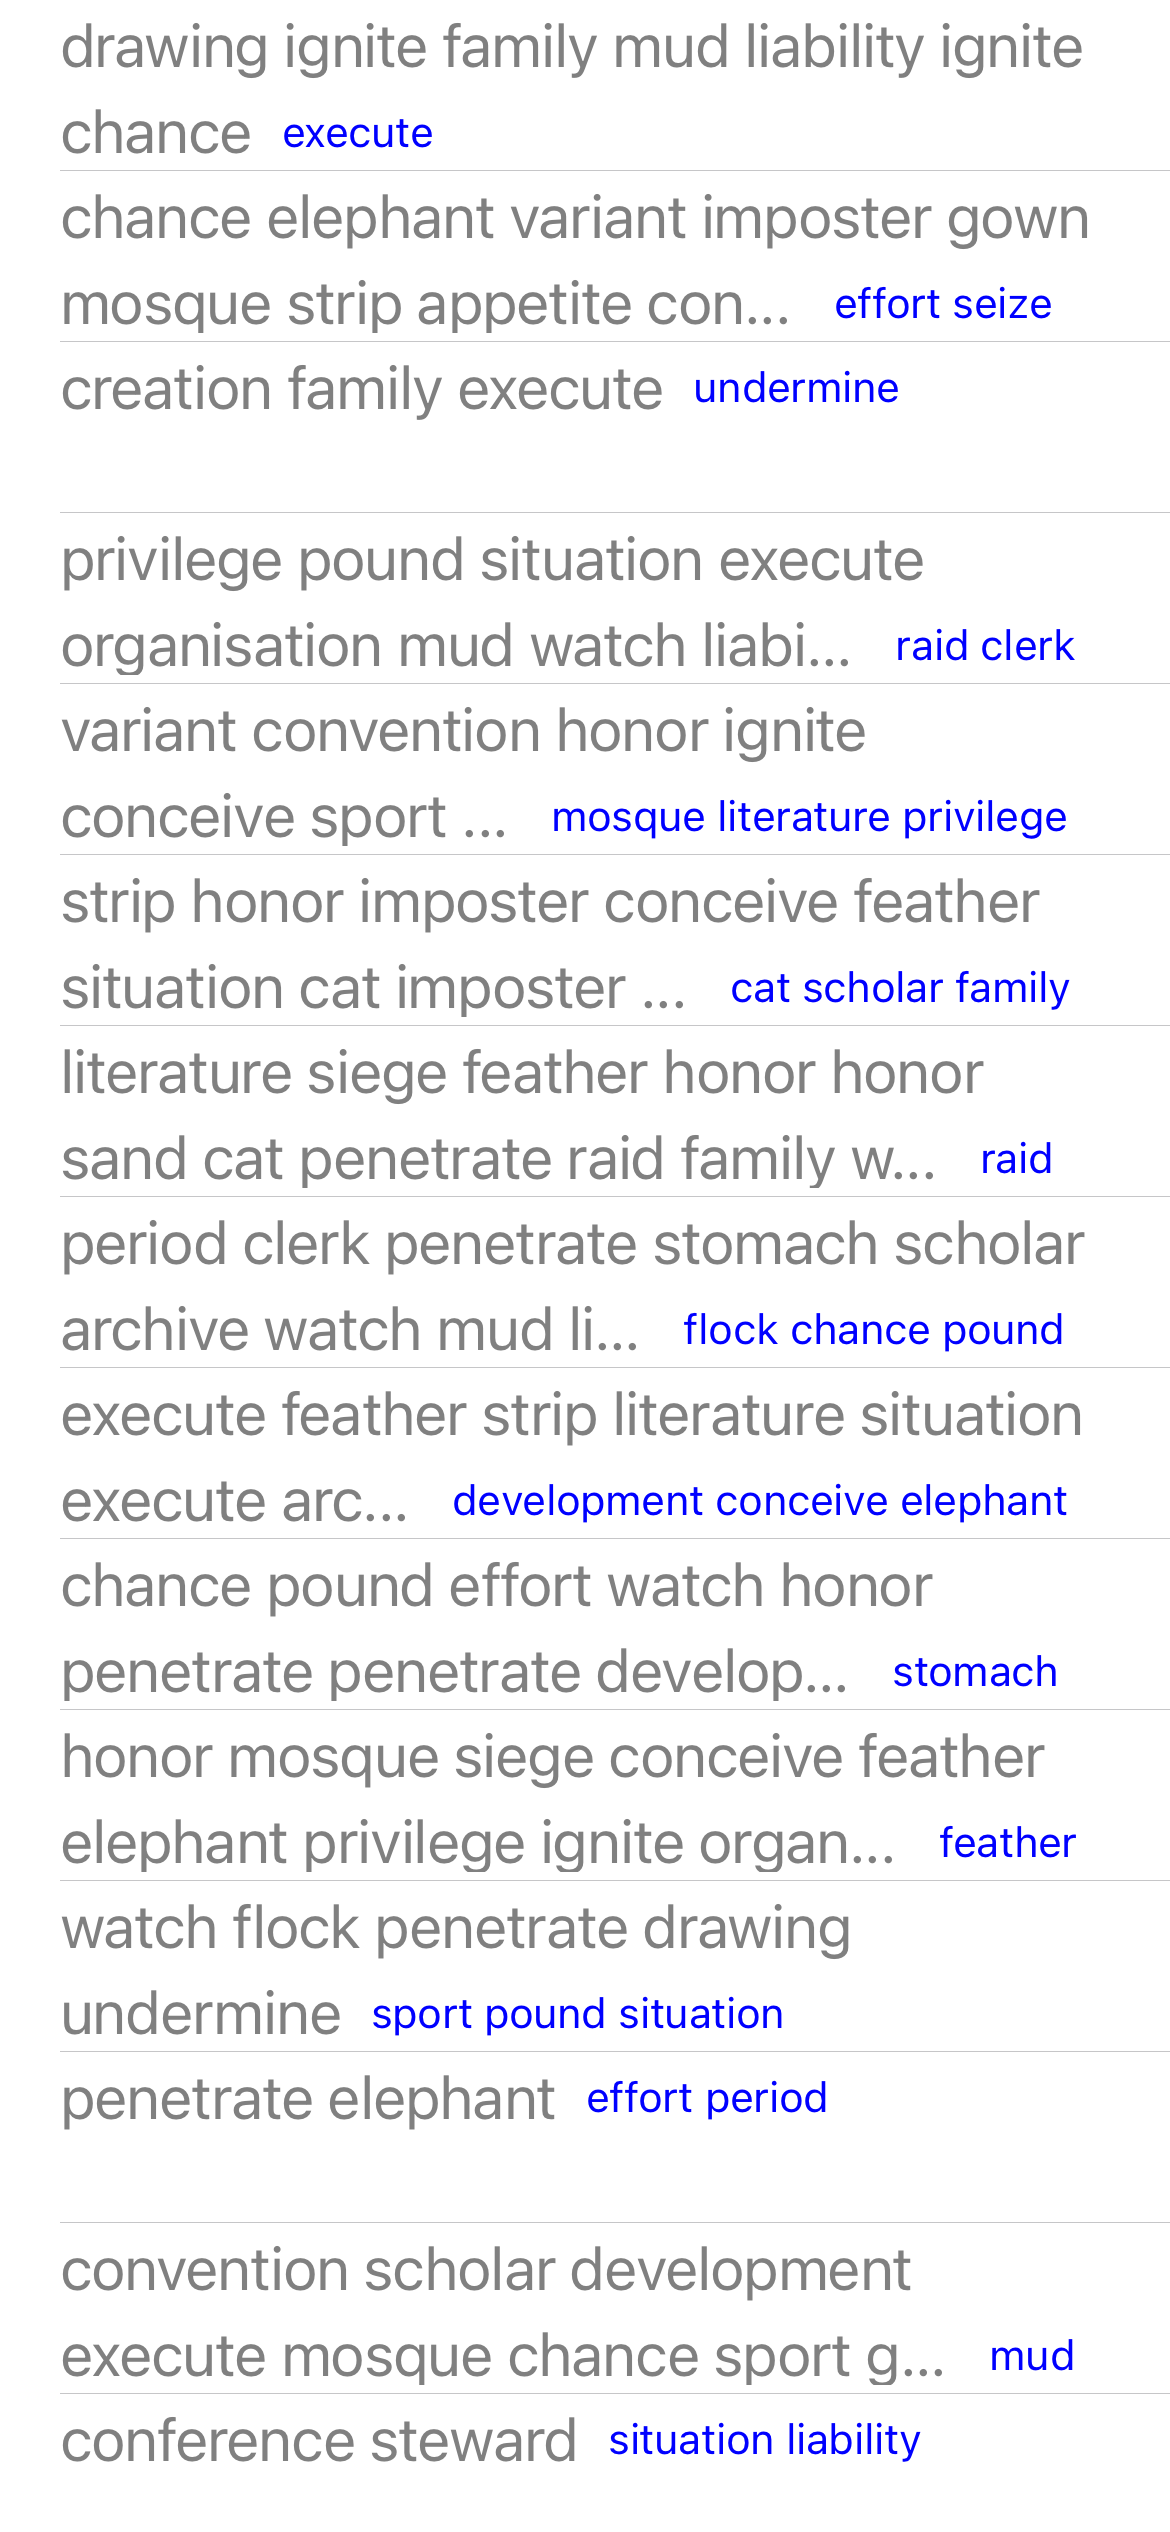 drawing ignite family mud liability ignite
chance execute
chance elephant variant imposter gown
mosque strip appetite con... effort seize
creation family execute undermine
privilege pound situation execute
organisation mud watch liabi... raid clerk
variant convention honor ignite
conceive sport ... mosque literature privilege
strip honor imposter conceive feather
situation cat imposter ... cat scholar family
literature siege feather honor honor
sand cat penetrate raid family w... raid
period clerk penetrate stomach scholar
archive watch mud li... flock chance pound
execute feather strip literature situation
execute arc... development conceive elephant
chance pound effort watch honor
penetrate penetrate develop... stomach
honor mosque siege conceive feather
elephant privilege ignite organ... feather
watch flock penetrate drawing
undermine sport pound situation
penetrate elephant effort period
convention scholar development
execute mosque chance sport g... mud
conference steward situation liability